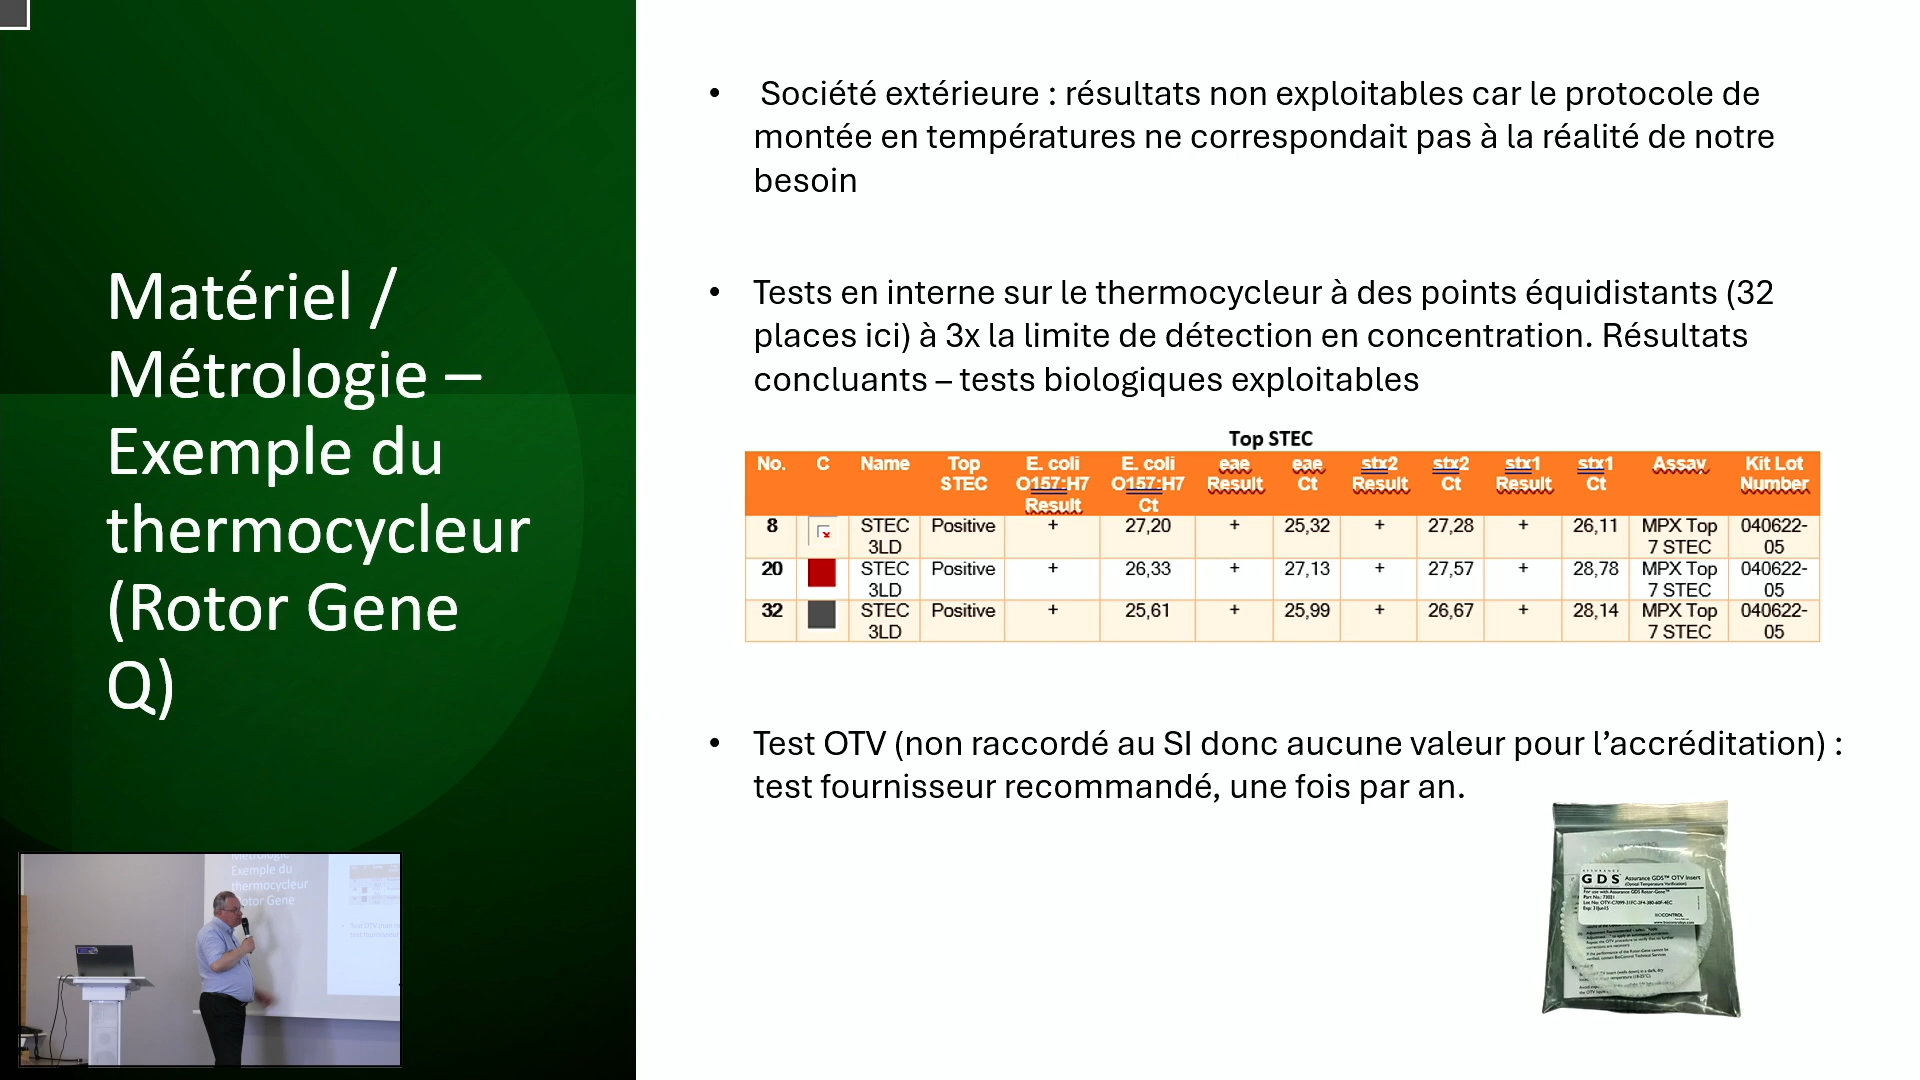 Matériel /
Métrologie –
Exemple du
thermocycleur
(Rotor Gene
Q)
• Société extérieure : résultats non exploitables car le protocole de
montée en températures ne correspondait pas à la réalité de notre
besoin
• Tests en interne sur le thermocycleur à des points équidistants (32
places ici) à 3x la limite de détection en concentration. Résultats
concluants – tests biologiques exploitables
Top STEC
No. C Name Top STEC E. coli O157:H7 Result E. coli O157:H7 Ct eae Result eae Ct stx2 Result stx2 Ct stx1 Result stx1 Ct Assay Kit Lot Number
8 STEC 3LD Positive + 27,20 + 25,32 + 27,28 + 26,11 MPX Top 7 STEC 040622-05
20 STEC 3LD Positive + 26,33 + 27,13 + 27,57 + 28,78 MPX Top 7 STEC 040622-05
32 STEC 3LD Positive + 25,61 + 25,99 + 26,67 + 28,14 MPX Top 7 STEC 040622-05
• Test OTV (non raccordé au SI donc aucune valeur pour l’accréditation) :
test fournisseur recommandé, une fois par an.
GDS Assurance GDS™ OTV Insert
(Optical Temperature Verification)
For use with Assurance GDS Rotor-Gene™
BIOCONTROL
Métrologie
Exemple du
thermocycleur
Rotor Gene